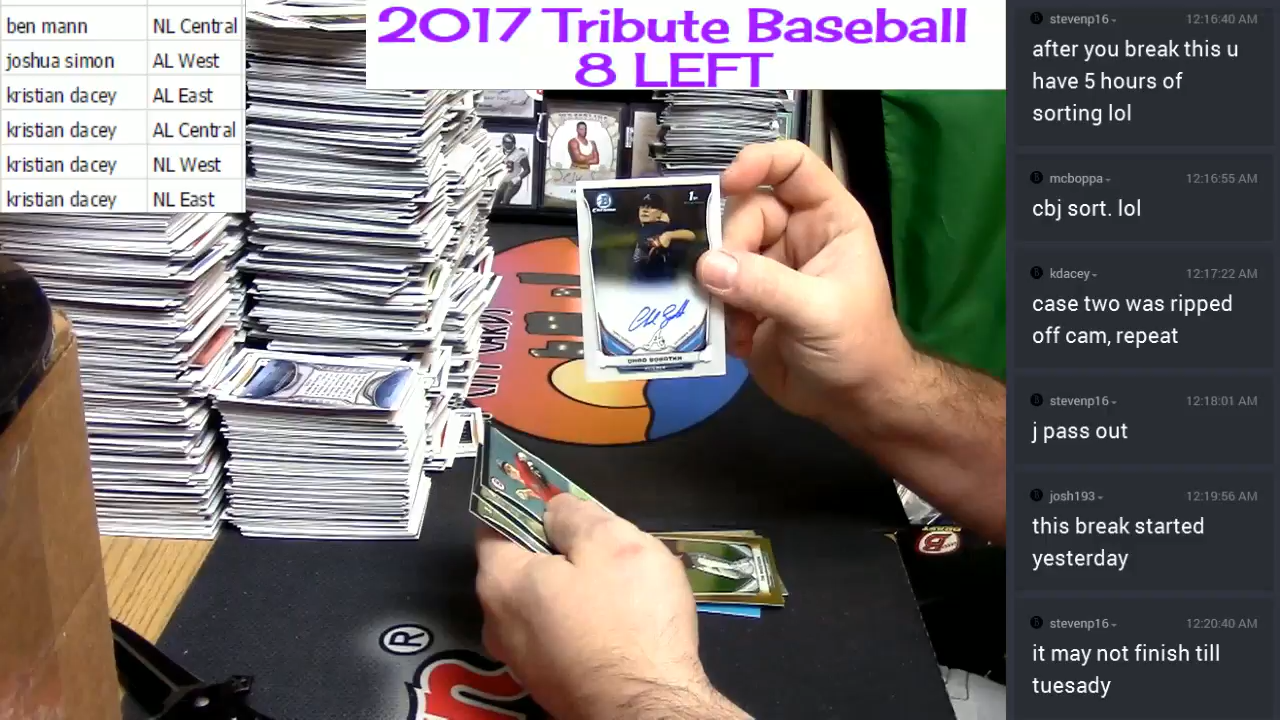 ben mann NL Central
joshua simon AL West
kristian dacey AL East
kristian dacey AL Central
kristian dacey NL West
kristian dacey NL East
2017 Tribute Baseball
8 LEFT
stevenp16 12:16:40 AM
after you break this u
have 5 hours of
sorting lol
mcboppa 12:16:55 AM
cbj sort. lol
kdacey 12:17:22 AM
case two was ripped
off cam, repeat
stevenp16 12:18:01 AM
j pass out
josh193 12:19:56 AM
this break started
yesterday
stevenp16 12:20:40 AM
it may not finish till
tuesady
1st
CITY CARDS
®